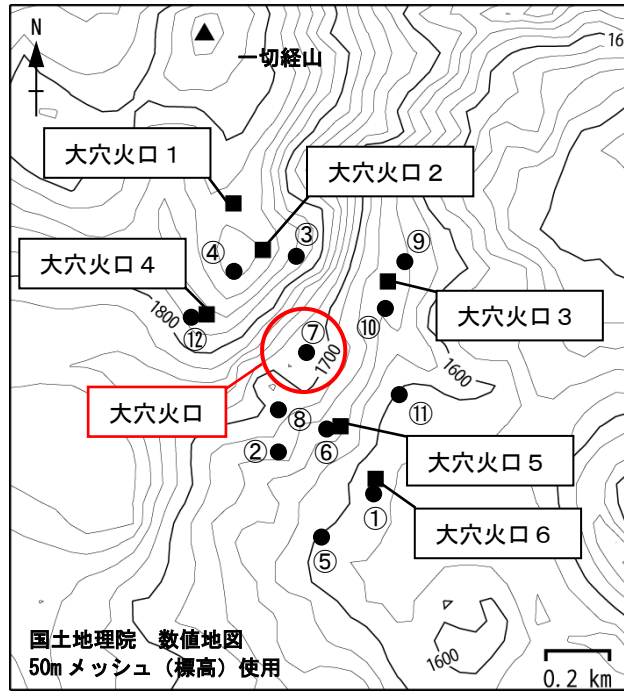 N
16
一切経山
大穴火口１
大穴火口２
③
④
⑨
大穴火口４
1800
⑫
⑩
大穴火口３
⑦
1700
1600
大穴火口
⑧
⑪
②
⑥
大穴火口５
①
⑤
大穴火口６
国土地理院　数値地図
50m メッシュ（標高）使用
1600
0.2 km